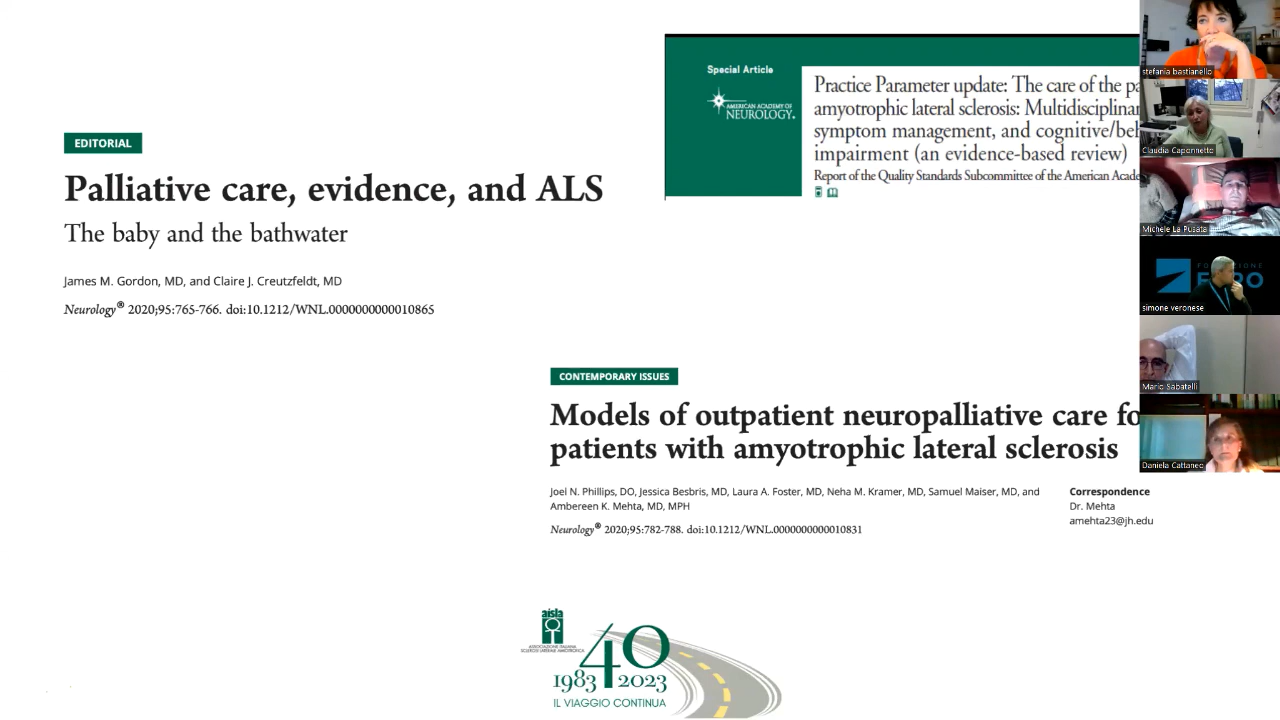 EDITORIAL
Palliative care, evidence, and ALS
The baby and the bathwater
James M. Gordon, MD, and Claire J. Creutzfeldt, MD
Neurology® 2020;95:765-766. doi:10.1212/WNL.0000000000010865
Special Article
AMERICAN ACADEMY OF
NEUROLOGY.
Practice Parameter update: The care of the
amyotrophic lateral sclerosis:
symptom management, and
impairment (an evidence-based review)
Report of the Quality Standards Subcommittee of the American
CONTEMPORARY ISSUES
Models of outpatient neuropalliative care
patients with amyotrophic lateral sclerosis
Joel N. Phillips, DO, Jessica Besbris, MD, Laura A. Foster, MD, Neha M. Kramer, MD, Samuel Maiser, MD, and
Ambereen K. Mehta, MD, MPH
Neurology® 2020;95:782-788. doi:10.1212/WNL.0000000000010831
Correspondence
Dr. Mehta
amehta23@jh.edu
aisla
ASSOCIAZIONE ITALIANA
SCLEROSI LATERALE AMIOTROFICA
40
1983 2023
IL VIAGGIO CONTINUA
stefania bastianello
Claudia Caponnetto
Michele La Pusata
simone veronese
Mario Sabatelli
Daniela Cattaneo